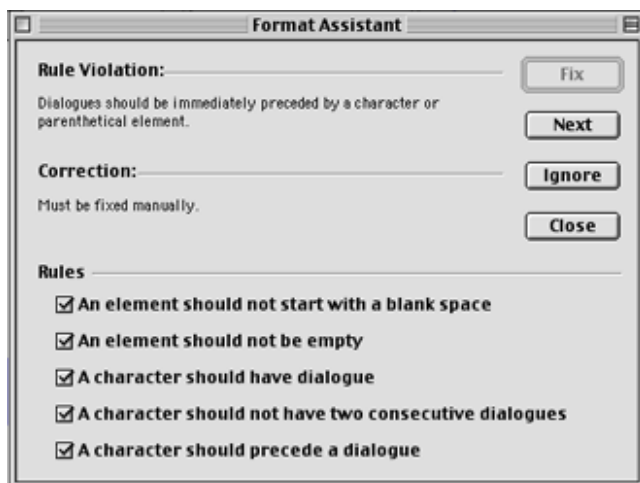 Format Assistant
Rule Violation:
Fix
Dialogues should be immediately preceded by a character or
parenthetical element.
Next
Correction:
Ignore
Must be fixed manually.
Close
Rules
An element should not start with a blank space
An element should not be empty
A character should have dialogue
A character should not have two consecutive dialogues
A character should precede a dialogue